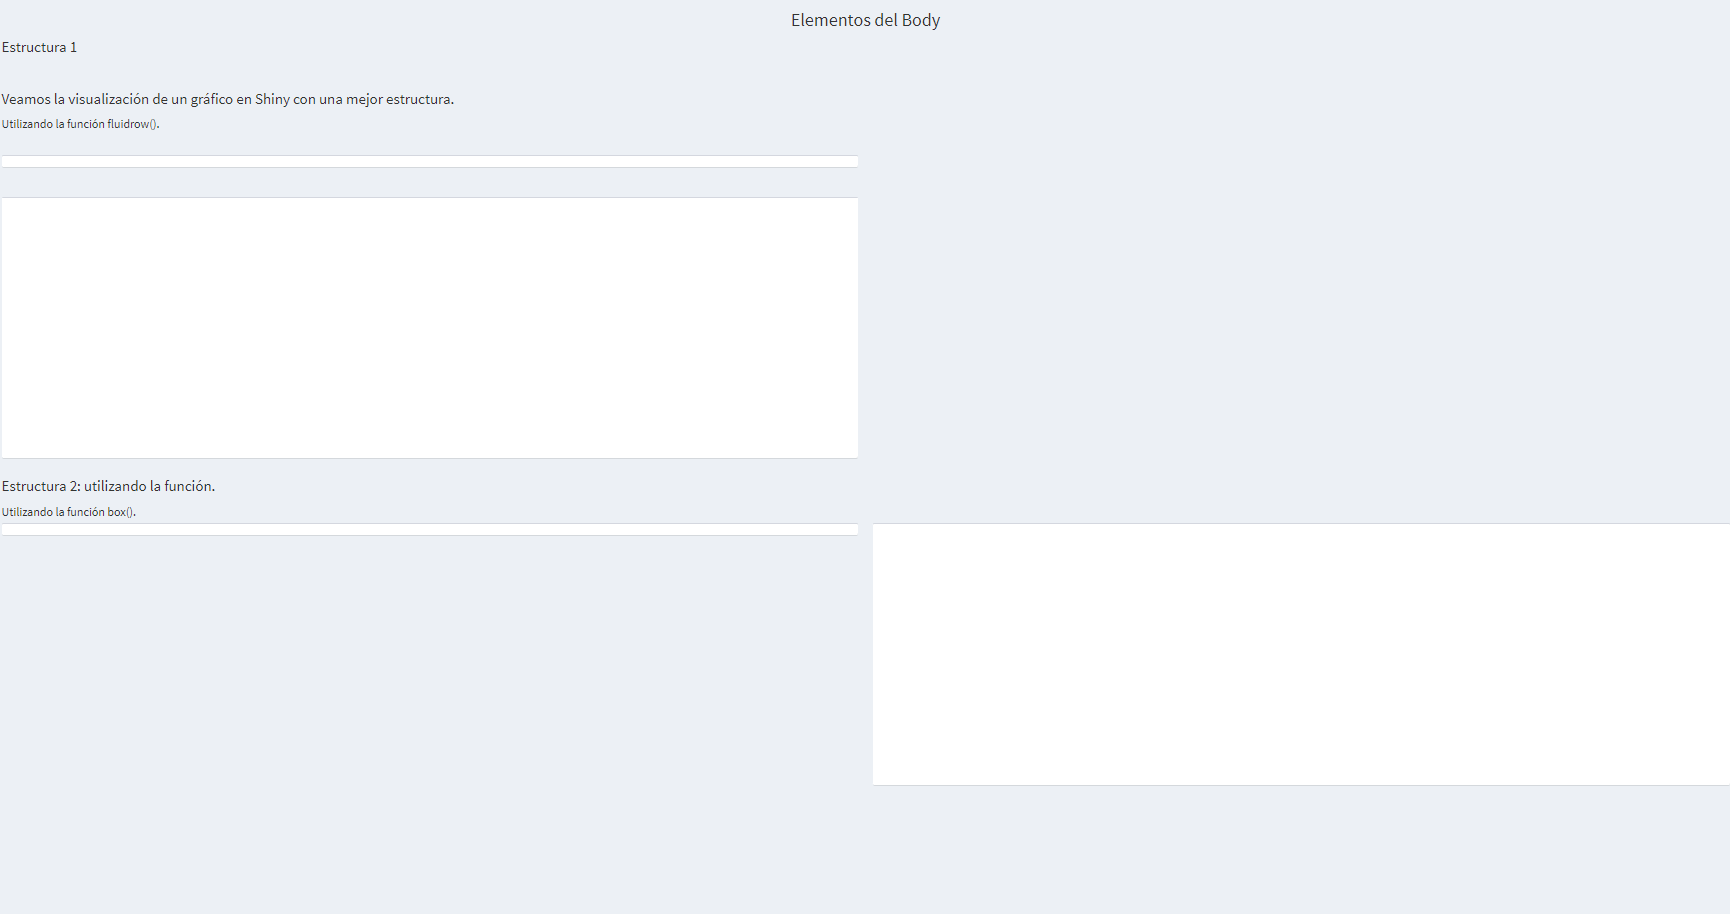 Elementos del Body
Estructura 1
Veamos la visualización de un gráfico en Shiny con una mejor estructura.
Utilizando la función fluidrow().
Estructura 2: utilizando la función.
Utilizando la función box().